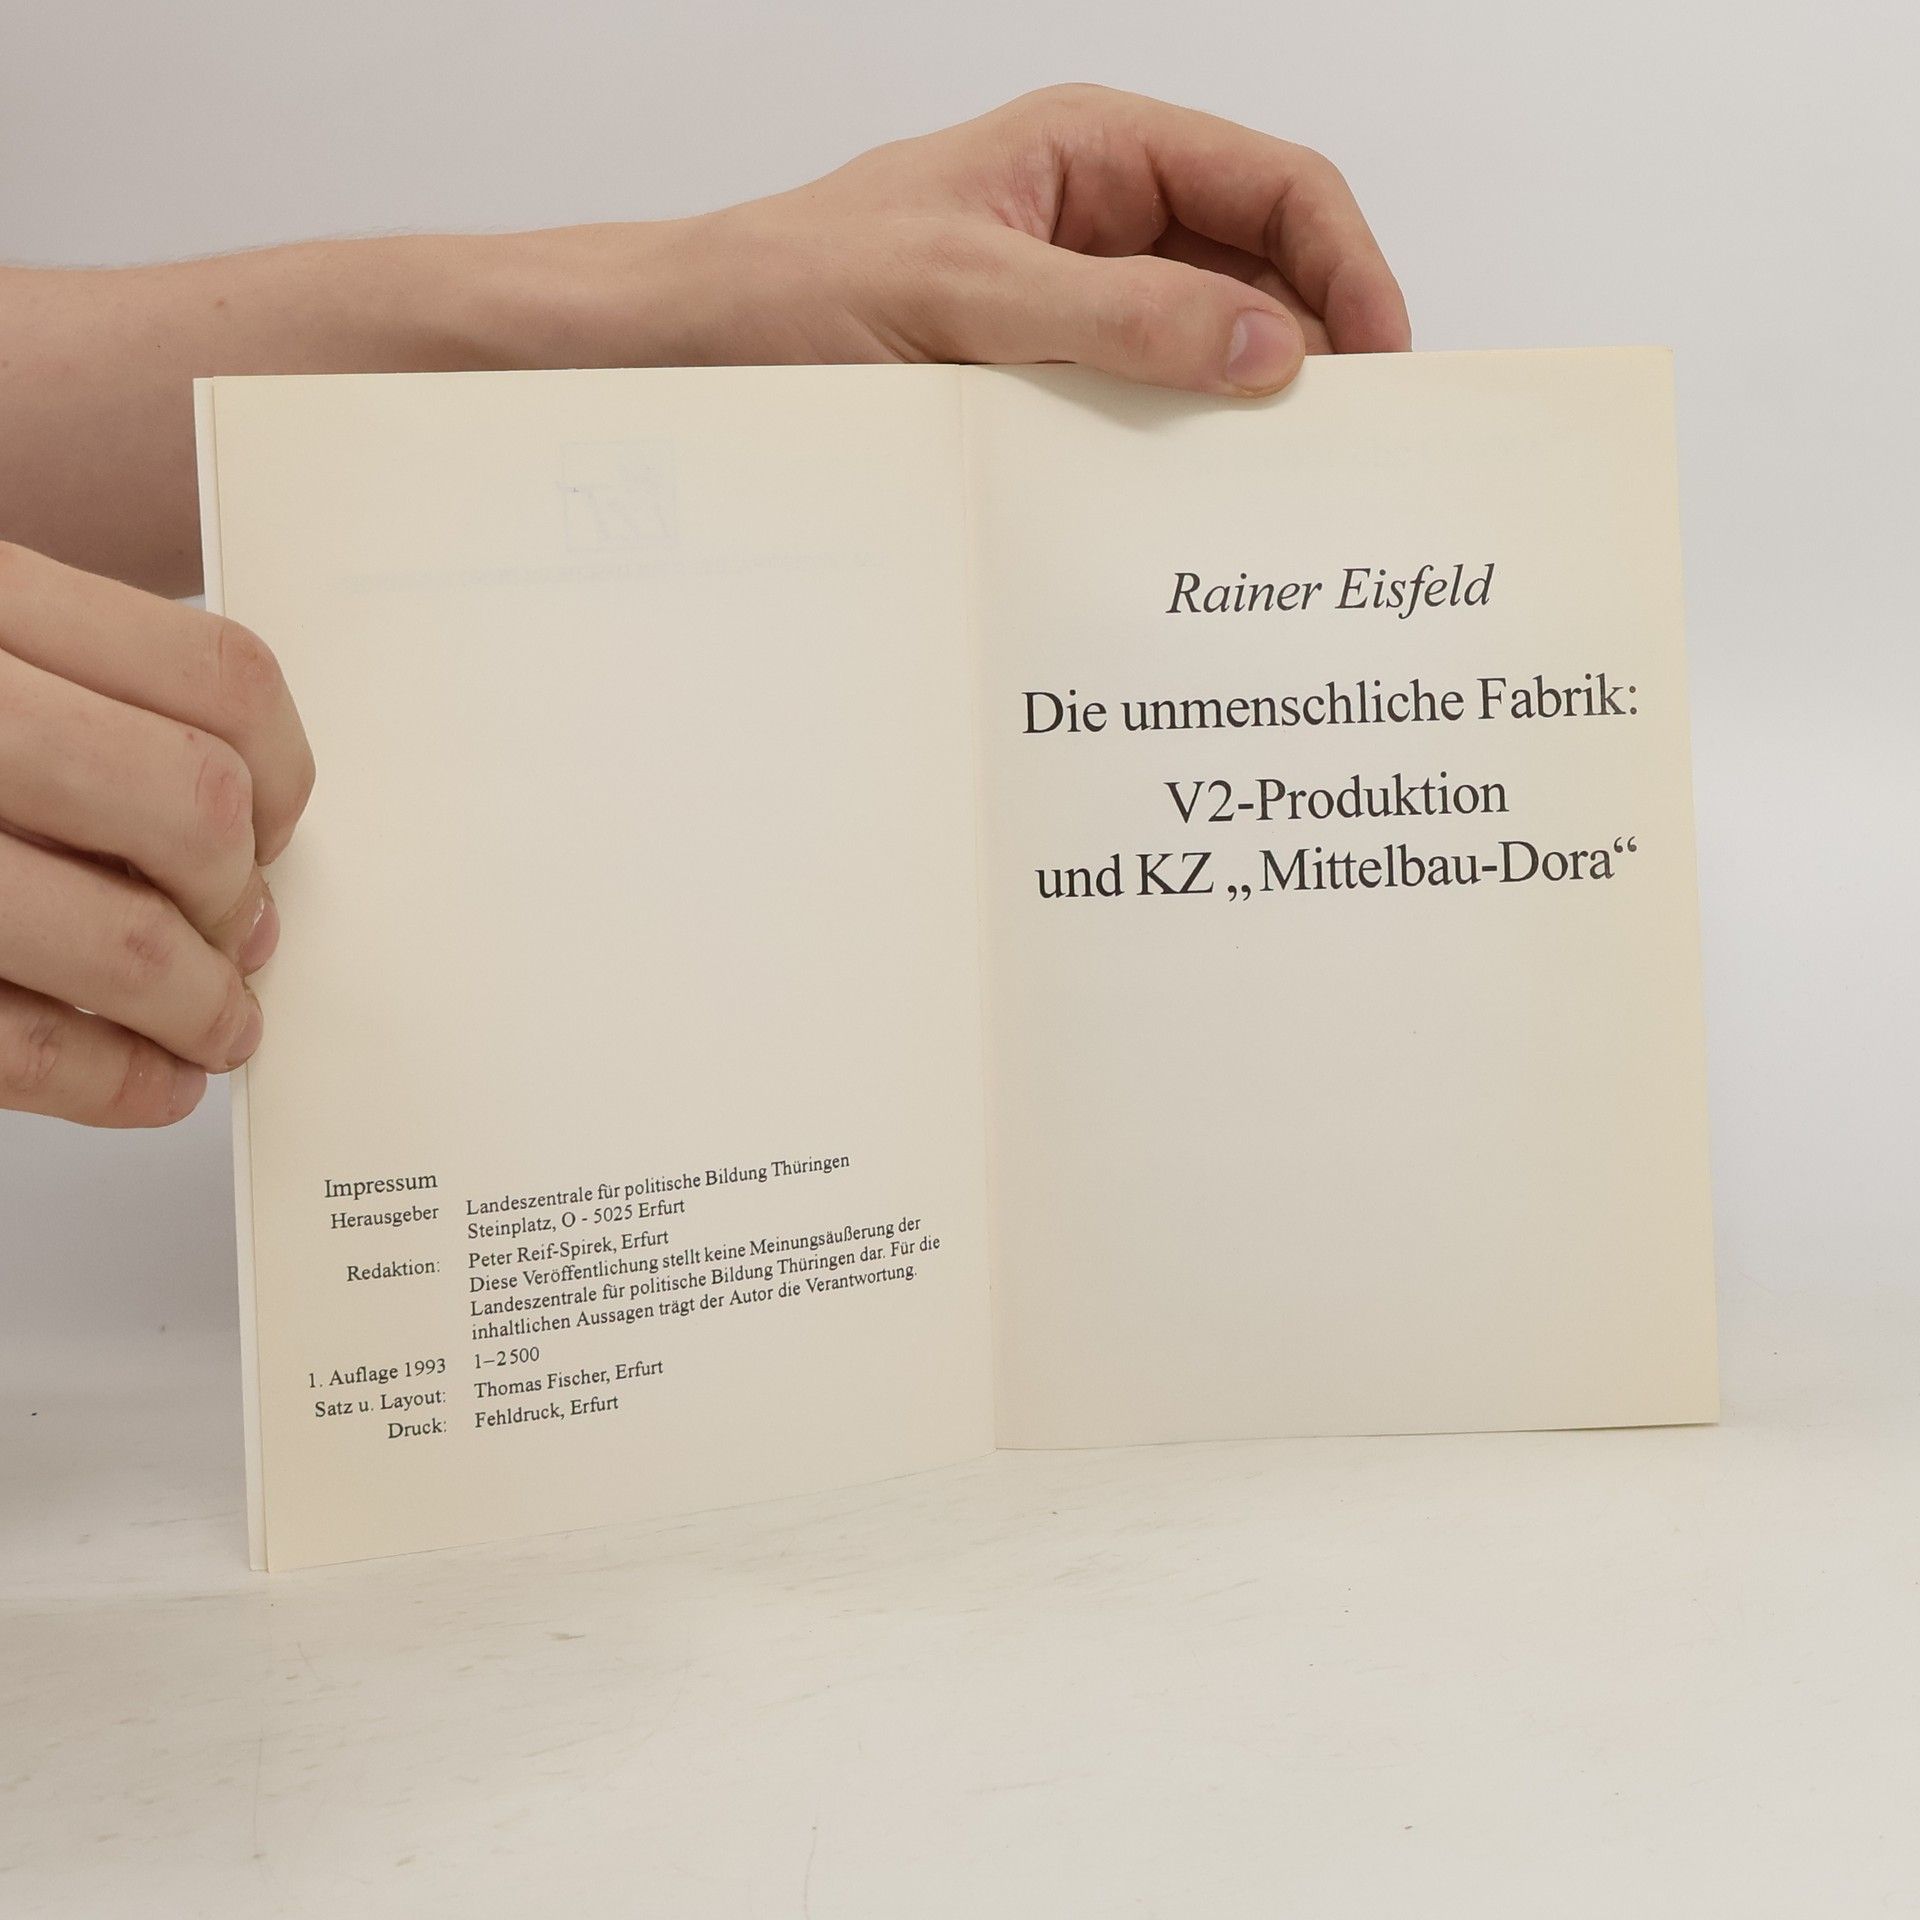 Impressum
Herausgeber Landeszentrale für politische Bildung Thüringen
Steinplatz, O - 5025 Erfurt
Redaktion: Peter Reif-Spirek, Erfurt
Diese Veröffentlichung stellt keine Meinungsäußerung der
Landeszentrale für politische Bildung Thüringen dar. Für die
inhaltlichen Aussagen trägt der Autor die Verantwortung.
1. Auflage 1993 1–2 500
Satz u. Layout: Thomas Fischer, Erfurt
Druck: Fehldruck, Erfurt
Rainer Eisfeld
Die unmenschliche Fabrik:
V2-Produktion
und KZ „Mittelbau-Dora“